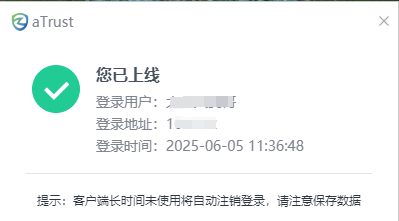 aTrust
您已上线
登录用户：
登录地址：
登录时间：2025-06-05 11:36:48
提示：客户端长时间未使用将自动注销登录，请注意保存数据